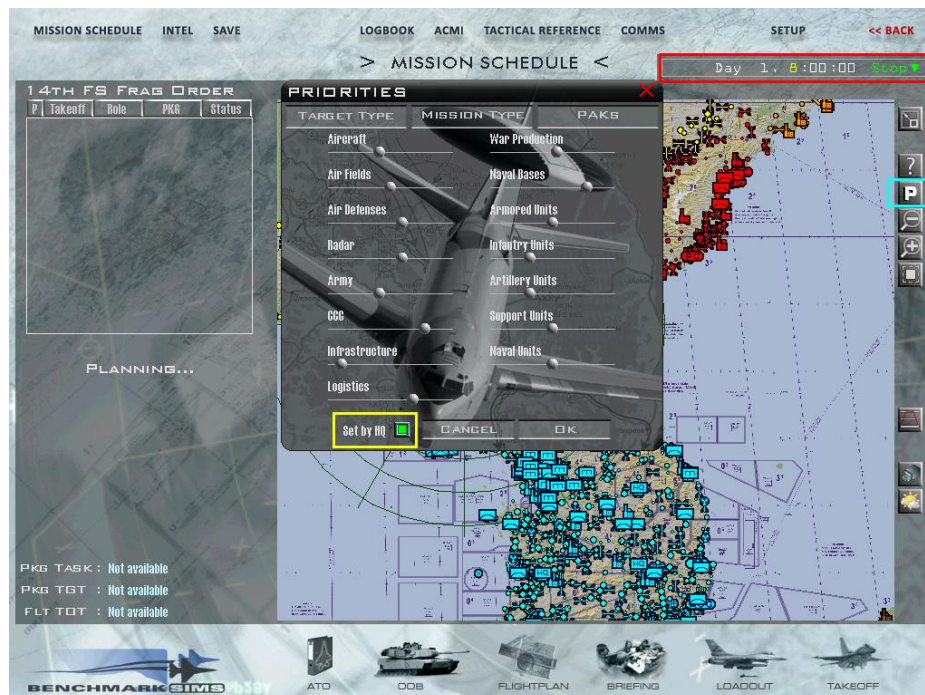 MISSION SCHEDULE INTEL SAVE LOGBOOK ACMI TACTICAL REFERENCE COMMS SETUP << BACK
> MISSION SCHEDULE <
Day 1. 8:00:00 Stop
14TH FS FRAG ORDER
P Takeoff Role PKG Status
PLANNING...
PKG TASK : Not available
PKG TGT : Not available
FLT TOT : Not available
PRIORITIES X
TARGET TYPE MISSION TYPE PAKS
Aircraft War Production
Air Fields Naval Bases
Air Defenses Armored Units
Radar Infantry Units
Army Artillery Units
CCC Support Units
Infrastructure Naval Units
Logistics
Set by HQ CANCEL OK
?
P
HQ
HQ
BENCHMARKSIMS
ATO OOB FLIGHTPLAN BRIEFING LOADOUT TAKEOFF